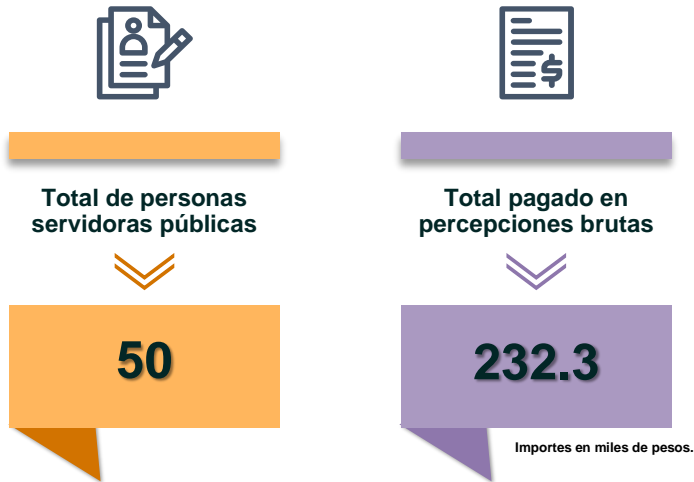 Total de personas
servidoras públicas
50
Total pagado en
percepciones brutas
232.3
Importes en miles de pesos.